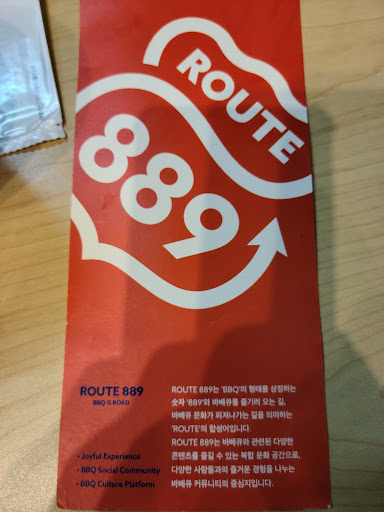 ROUTE
889
ROUTE 889
BBQ 로 ROAD
• Joyful Experience
• BBQ Social Community
• BBQ Culture Platform
ROUTE 889는 'BBQ'의 형태를 상징하는
숫자 '889'와 바베큐를 즐기러 오는 길,
바베큐 문화가 퍼져나가는 길을 의미하는
'ROUTE'의 합성어입니다.
ROUTE 889는 바베큐와 관련된 다양한
콘텐츠를 즐길 수 있는 복합 문화 공간으로,
다양한 사람들과의 즐거운 경험을 나누는
바베큐 커뮤니티의 중심지입니다.